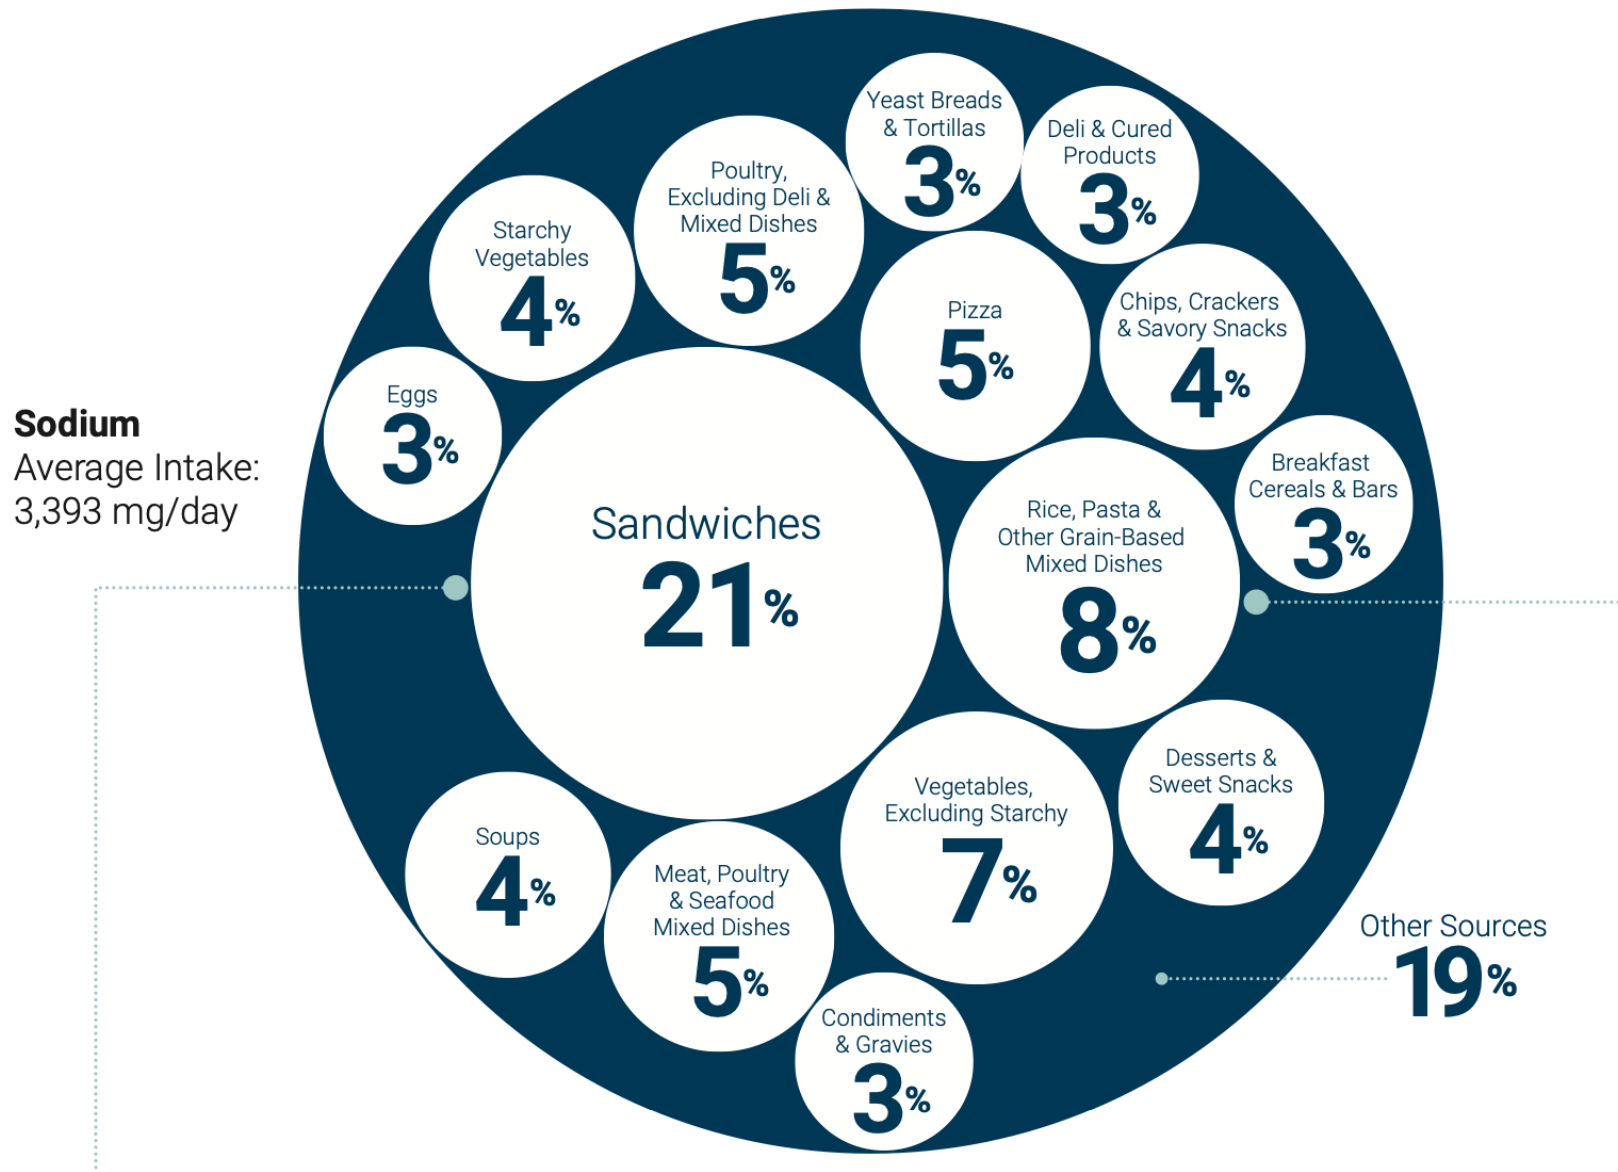 Yeast Breads
& Tortillas
3%
Deli & Cured
Products
3%
Poultry,
Excluding Deli &
Mixed Dishes
5%
Starchy
Vegetables
4%
Pizza
5%
Chips, Crackers
& Savory Snacks
4%
Eggs
3%
Sodium
Average Intake:
3,393 mg/day
Breakfast
Cereals & Bars
3%
Sandwiches
21%
Rice, Pasta &
Other Grain-Based
Mixed Dishes
8%
Desserts &
Sweet Snacks
4%
Vegetables,
Excluding Starchy
7%
Soups
4%
Meat, Poultry
& Seafood
Mixed Dishes
5%
Other Sources
19%
Condiments
& Gravies
3%